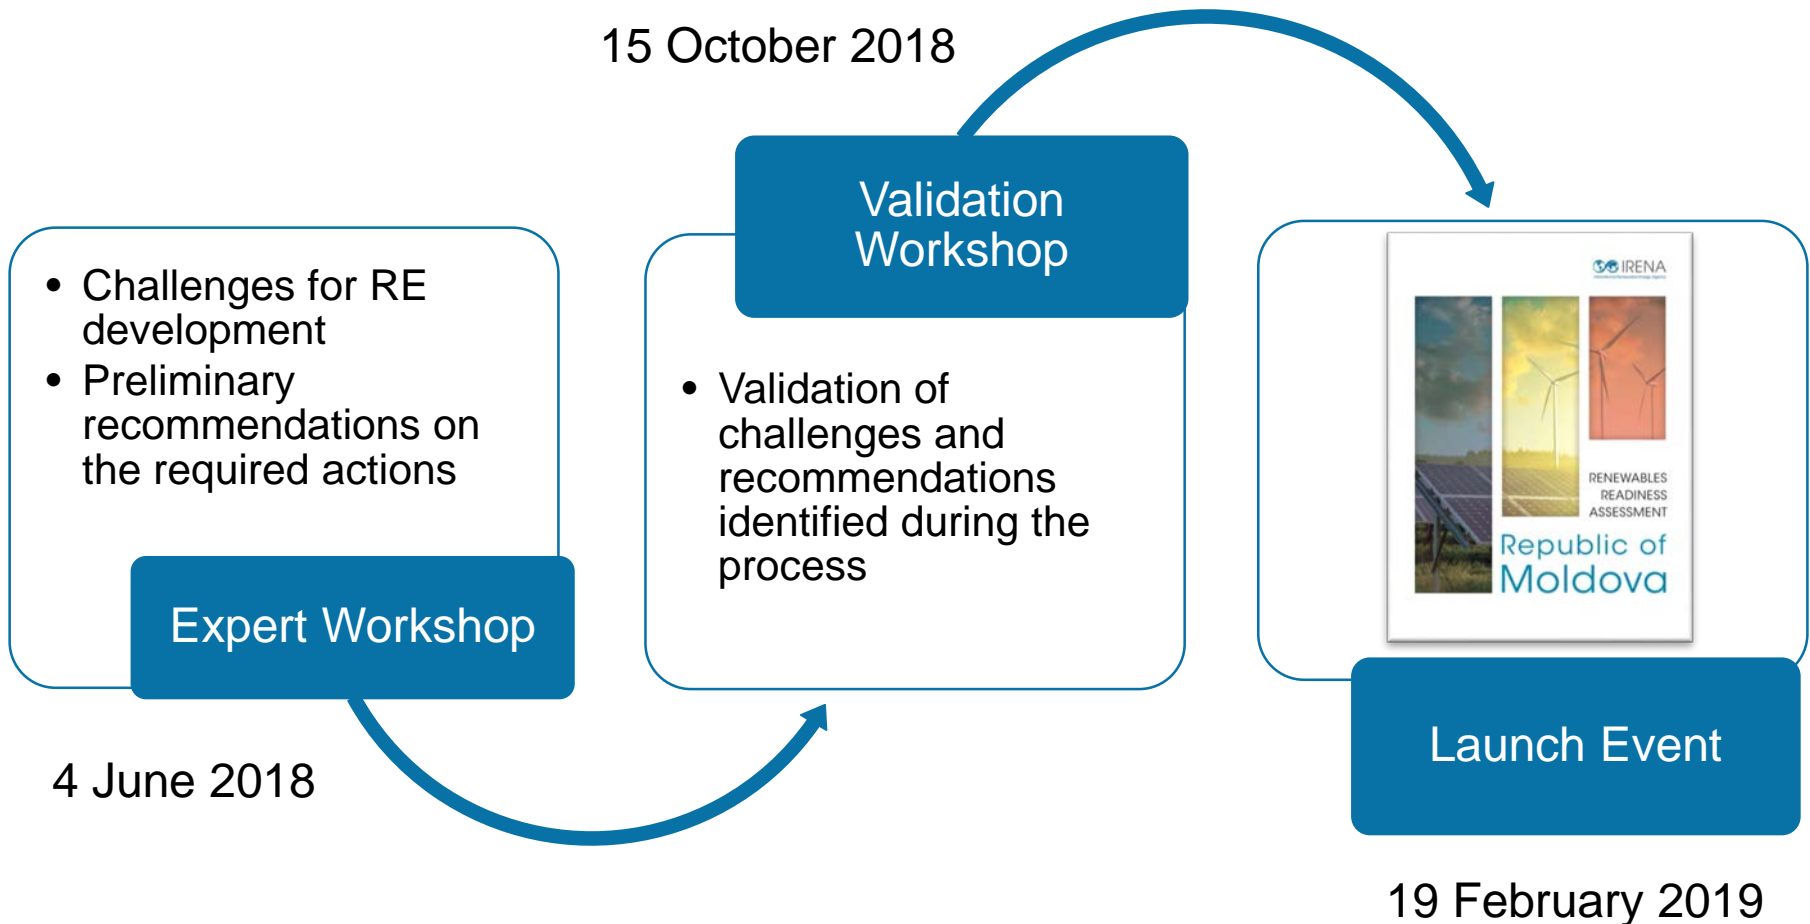 15 October 2018
• Challenges for RE
development
• Preliminary
recommendations on
the required actions
Expert Workshop
4 June 2018
Validation
Workshop
• Validation of
challenges and
recommendations
identified during the
process
IRENA
RENEWABLES
READINESS
ASSESSMENT
Republic of
Moldova
Launch Event
19 February 2019